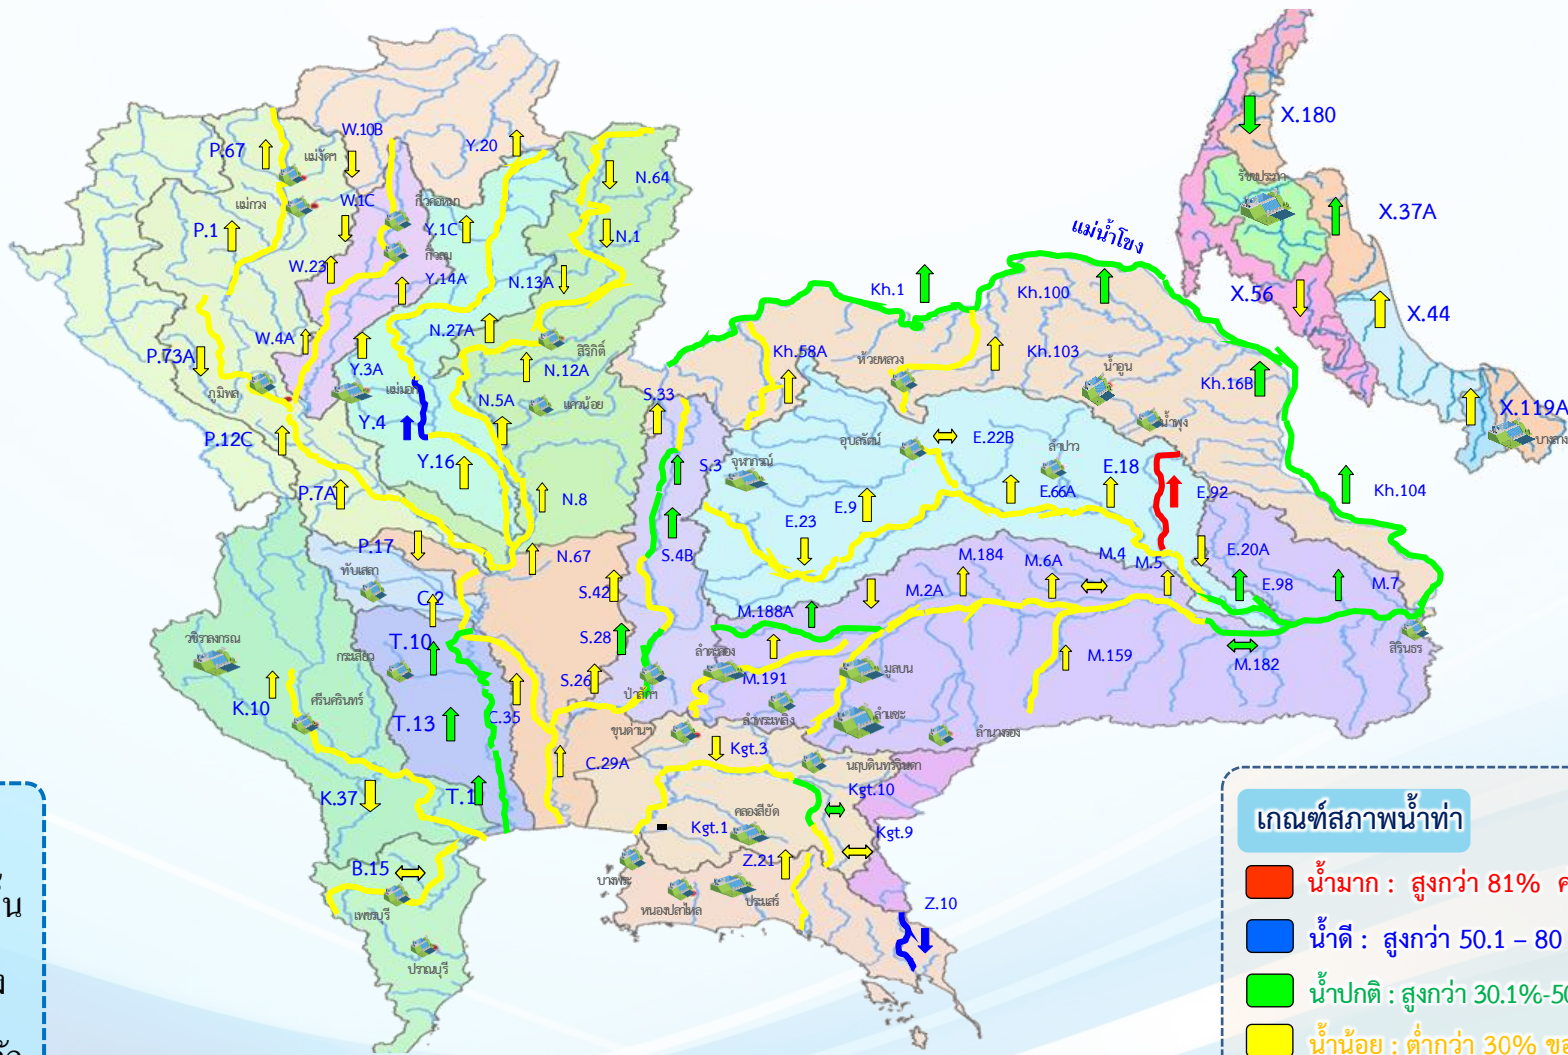 P.67
แม่งัดฯ
W.10B
Y.20
N.64
X.180
รัชชประภา
แม่กวง
W.1C
กิ่วคอหมา
P.1
Y.1C
N.1
แม่น้ำโขง
X.37A
W.23
กิ่วลม
Y.14A
N.13A
Kh.1
Kh.100
X.56
X.44
W.4A
N.27A
สิริกิติ์
P.73A
Y.3A
N.12A
Kh.58A
ห้วยหลวง
Kh.103
น้ำอูน
Kh.16B
ภูมิพล
แม่มอก
N.5A
แควน้อย
S.33
X.119A
บางลาง
P.12C
Y.4
น้ำพุง
อุบลรัตน์
E.22B
ลำปาว
Y.16
S.3
จุฬาภรณ์
E.18
P.7A
N.8
E.9
E.66A
E.92
Kh.104
E.23
P.17
N.67
S.4B
M.184
M.6A
M.4
M.5
E.20A
ทับเสลา
C.2
S.42
M.188A
M.2A
E.98
M.7
วชิราลงกรณ
T.10
S.28
ลำตะคอง
M.159
M.182
สิรินธร
กระเสียว
S.26
ป่าสักฯ
M.191
มูลบน
K.10
ศรีนครินทร์
T.13
C.35
ขุนด่านฯ
ลำพระเพลิง
ลำแชะ
ลำนางรอง
C.29A
Kgt.3
นฤบดินทรจินดา
K.37
T.1
Kgt.10
Kgt.1
คลองสียัด
Kgt.9
เกณฑ์สภาพน้ำท่า
B.15
บางพระ
Z.21
น้ำมาก : สูงกว่า 81%
เพชรบุรี
หนองปลาไหล
ประแสร์
Z.10
น้ำดี : สูงกว่า 50.1 – 80
ปราณบุรี
น้ำปกติ : สูงกว่า 30.1%-50
น้ำน้อย : ต่ำกว่า 30%